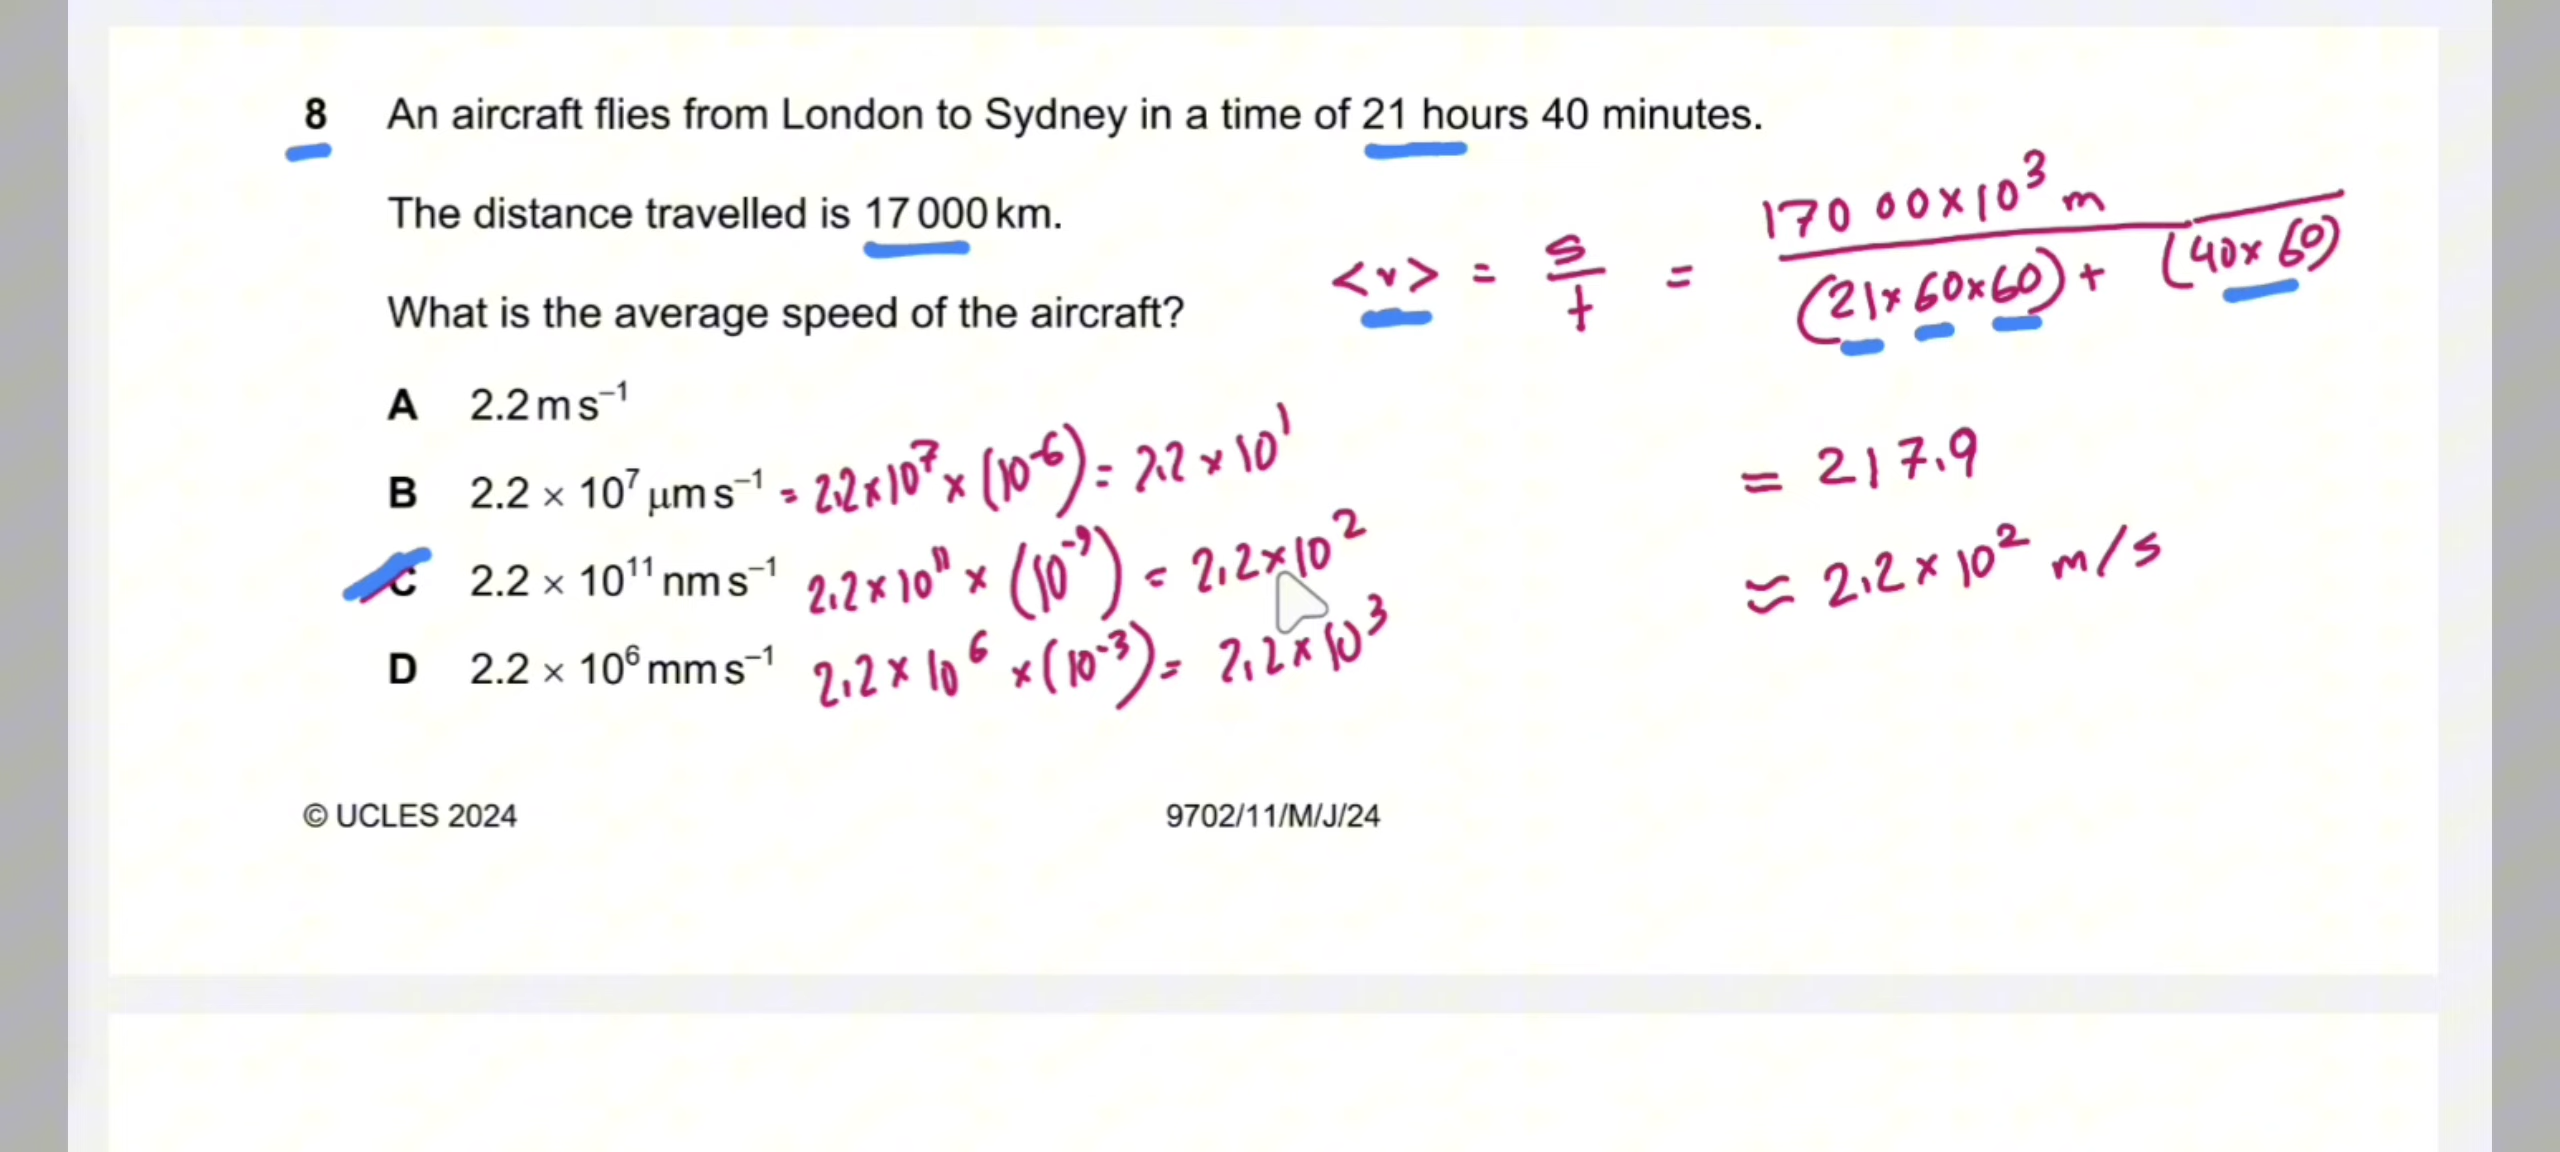 8 An aircraft flies from London to Sydney in a time of 21 hours 40 minutes.
The distance travelled is 17 000 km.
What is the average speed of the aircraft?
<v> = s/t = 17000×10³ m / (21×60×60) + (40×60)
= 217.9
≈ 2.2×10² m/s
A 2.2 m s⁻¹
B 2.2 × 10⁷ μm s⁻¹ = 2.2×10⁷ × (10⁻⁶) = 2.2 × 10¹
C 2.2 × 10¹¹ nm s⁻¹ 2.2×10¹¹ × (10⁻⁹) = 2.2×10²
D 2.2 × 10⁶ mm s⁻¹ 2.2×10⁶ ×(10⁻³) = 2.2×10³
© UCLES 2024 9702/11/M/J/24